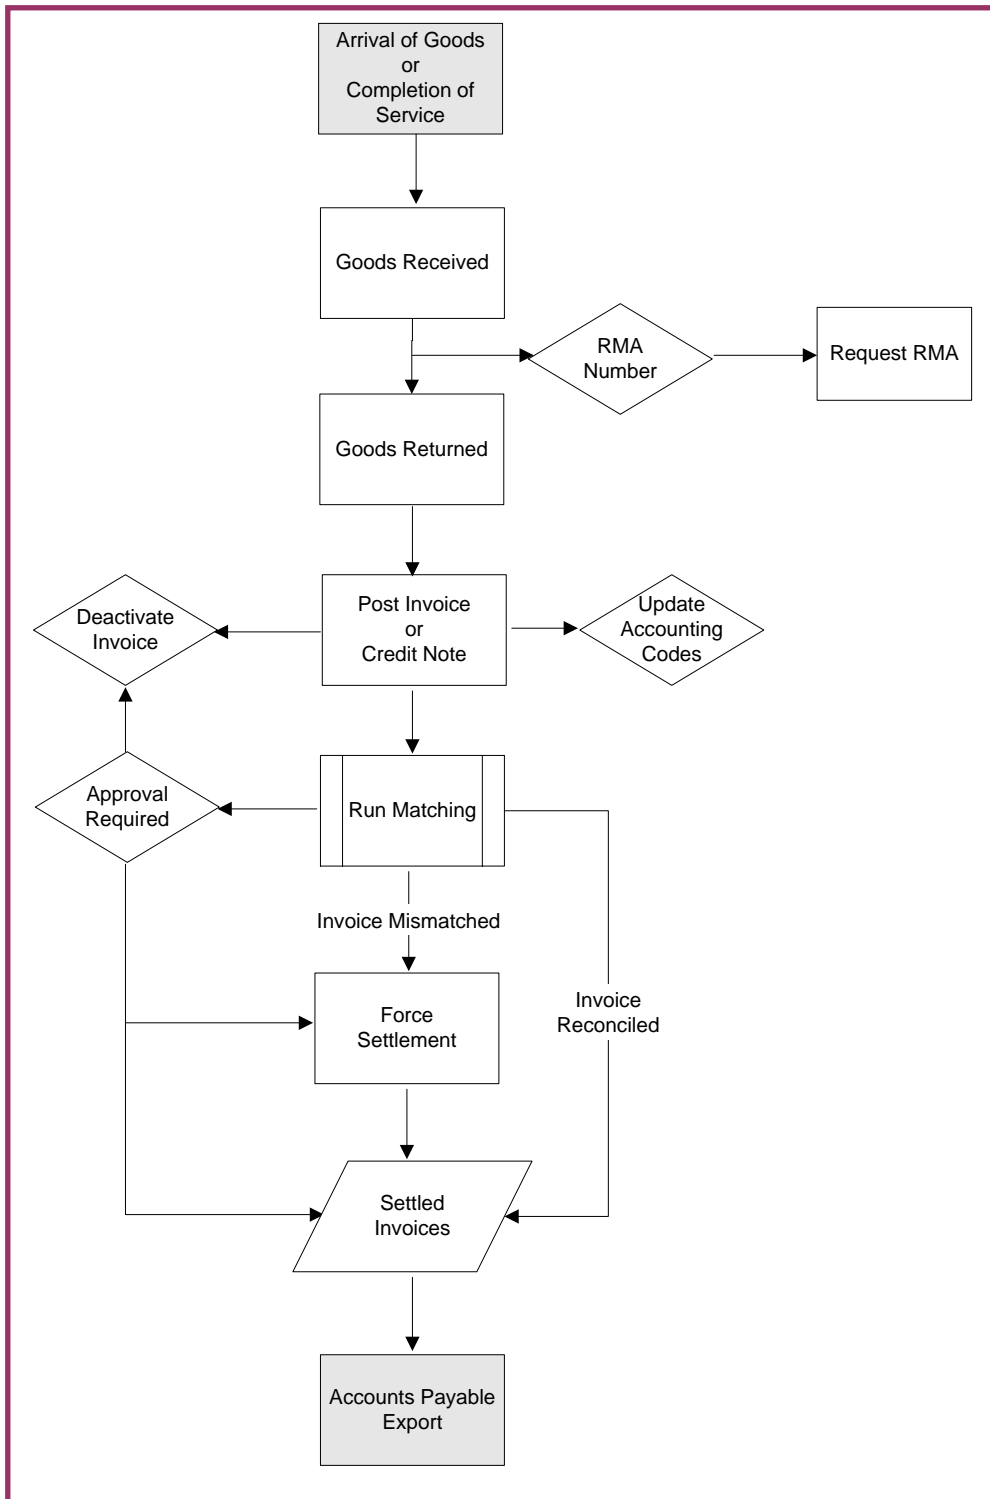 Arrival of Goods
or
Completion of
Service
Goods Received
RMA
Number
Request RMA
Goods Returned
Deactivate
Invoice
Post Invoice
or
Credit Note
Update
Accounting
Codes
Approval
Required
Run Matching
Invoice Mismatched
Force
Settlement
Invoice
Reconciled
Settled
Invoices
Accounts Payable
Export